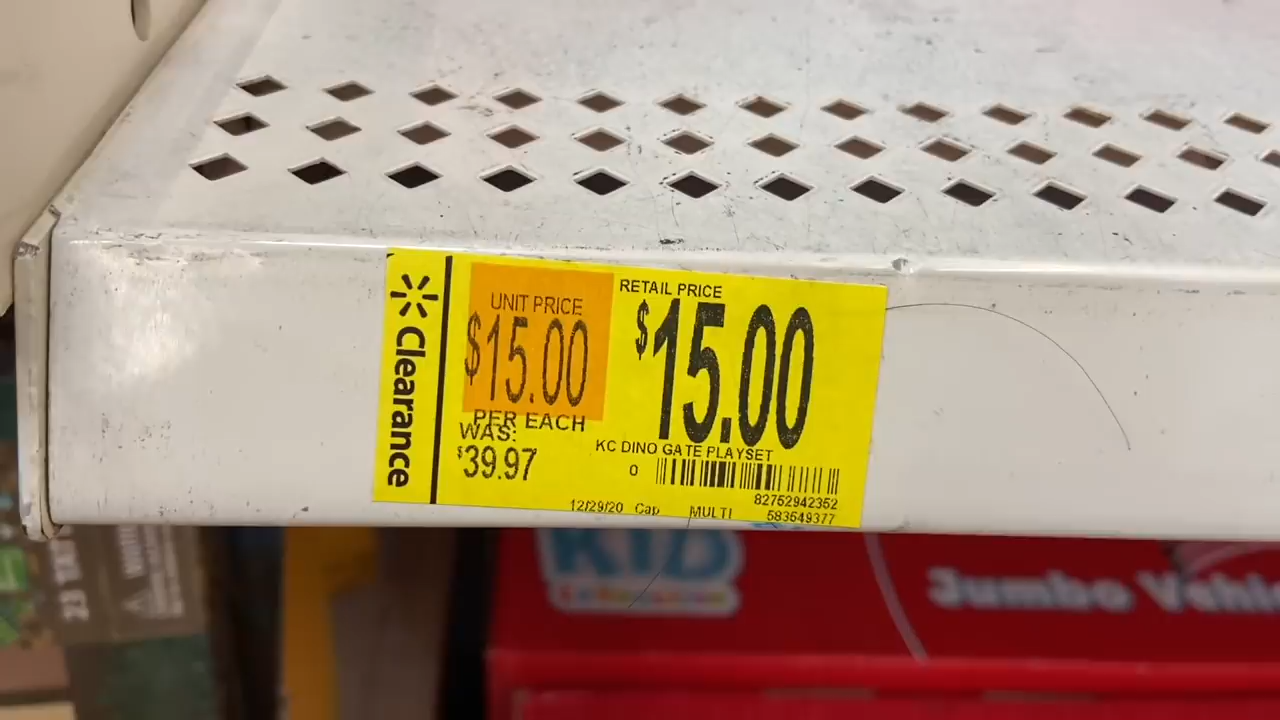 Clearance
UNIT PRICE
$15.00
PER EACH
WAS:
$39.97
RETAIL PRICE
$15.00
KC DINO GATE PLAYSET
0
82752942352
12/29/20 Cap MULTI 583549377
KID
Jumbo Vehic